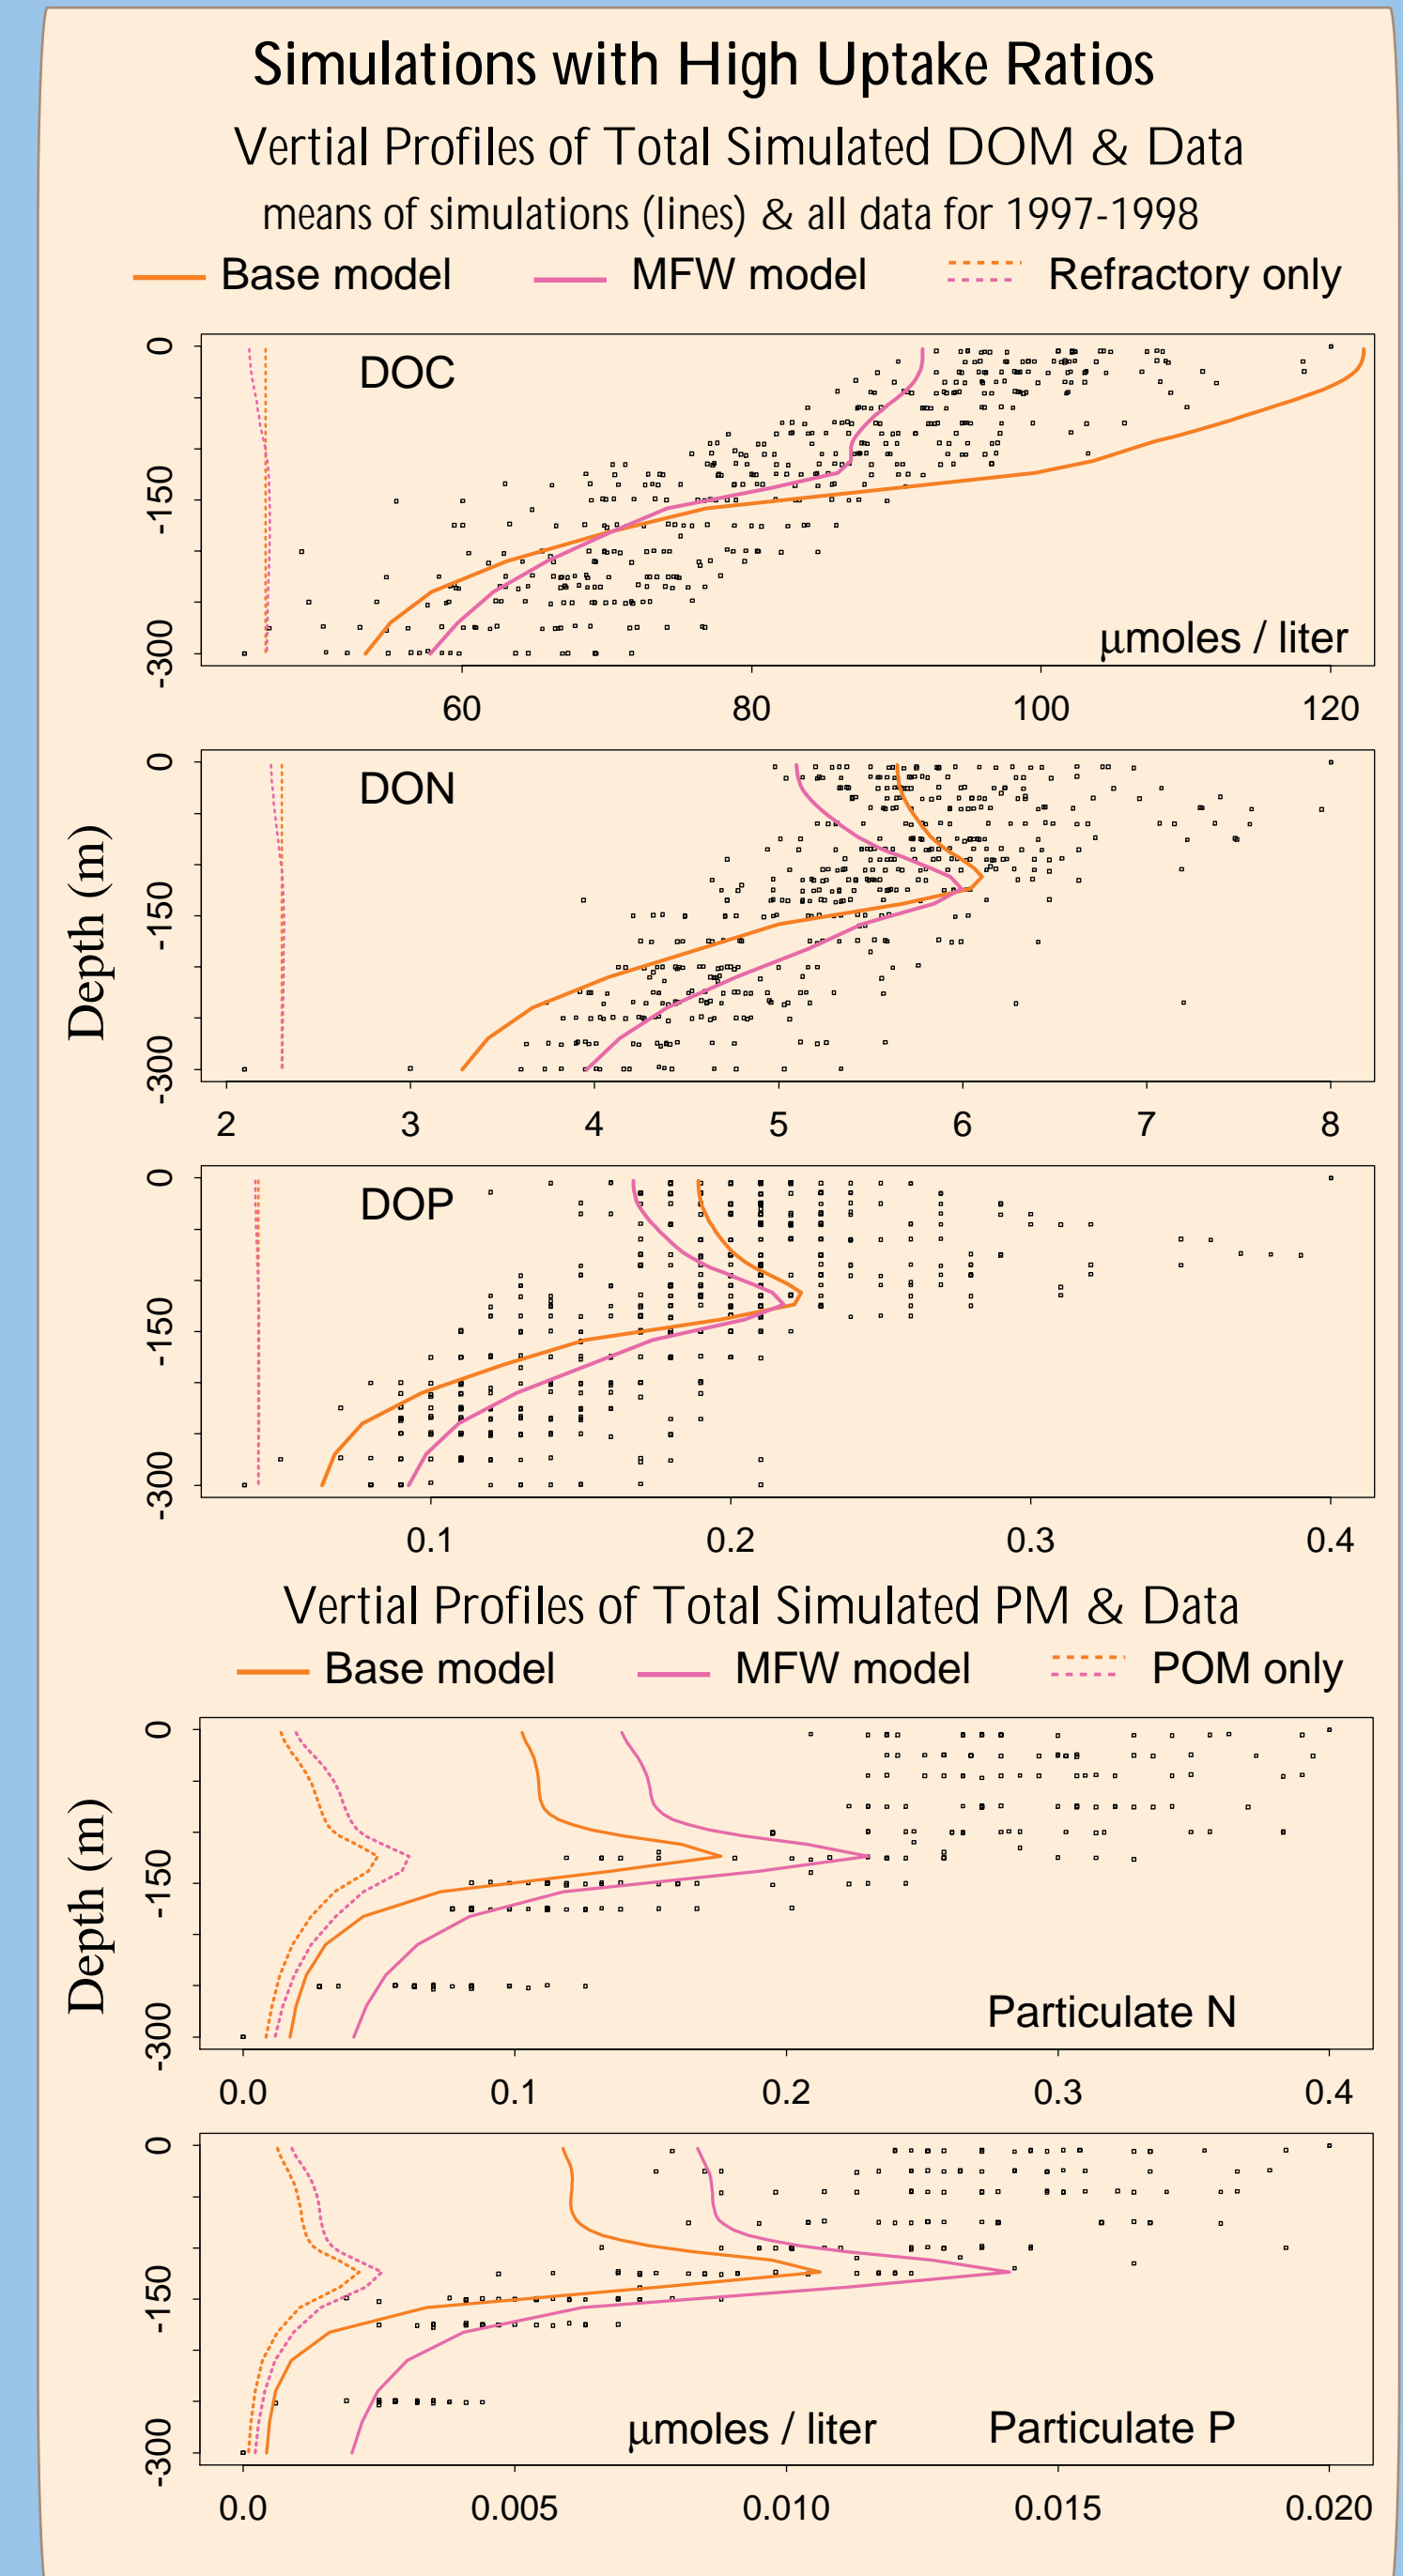 Simulations with High Uptake Ratios
Vertial Profiles of Total Simulated DOM & Data
means of simulations (lines) & all data for 1997-1998
Base model MFW model Refractory only
DOC
0
-150
-300
μmoles / liter
60 80 100 120
DON
0
-150
-300
2 3 4 5 6 7 8
Depth (m)
DOP
0
-150
-300
0.1 0.2 0.3 0.4
Vertial Profiles of Total Simulated PM & Data
Base model MFW model POM only
0
-150
-300
Particulate N
0.0 0.1 0.2 0.3 0.4
Depth (m)
0
-150
-300
μmoles / liter Particulate P
0.0 0.005 0.010 0.015 0.020